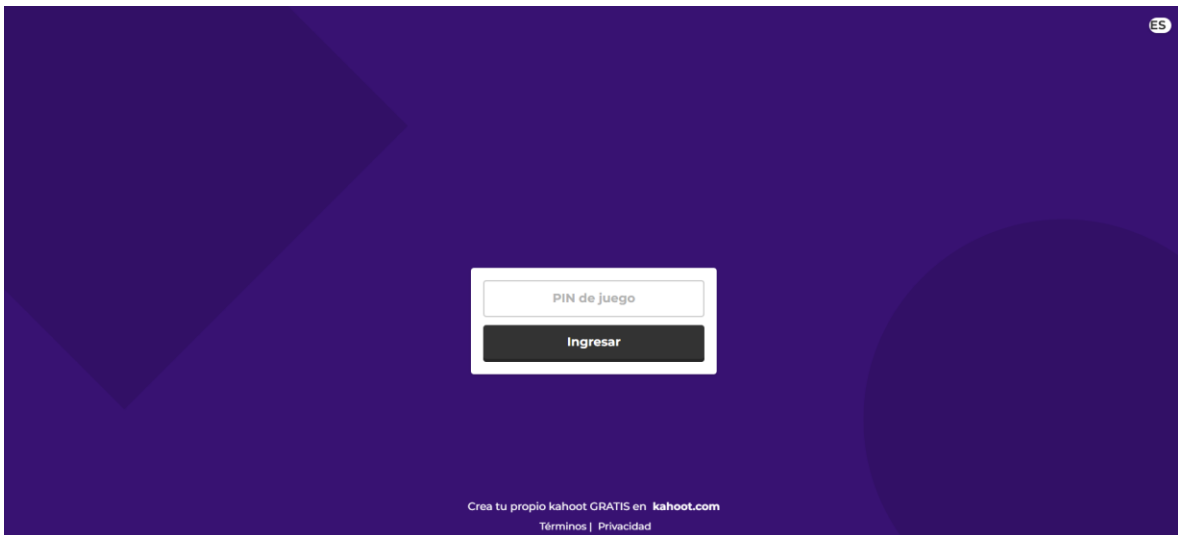 ES
PIN de juego
Ingresar
Crea tu propio kahoot GRATIS en kahoot.com
Términos | Privacidad